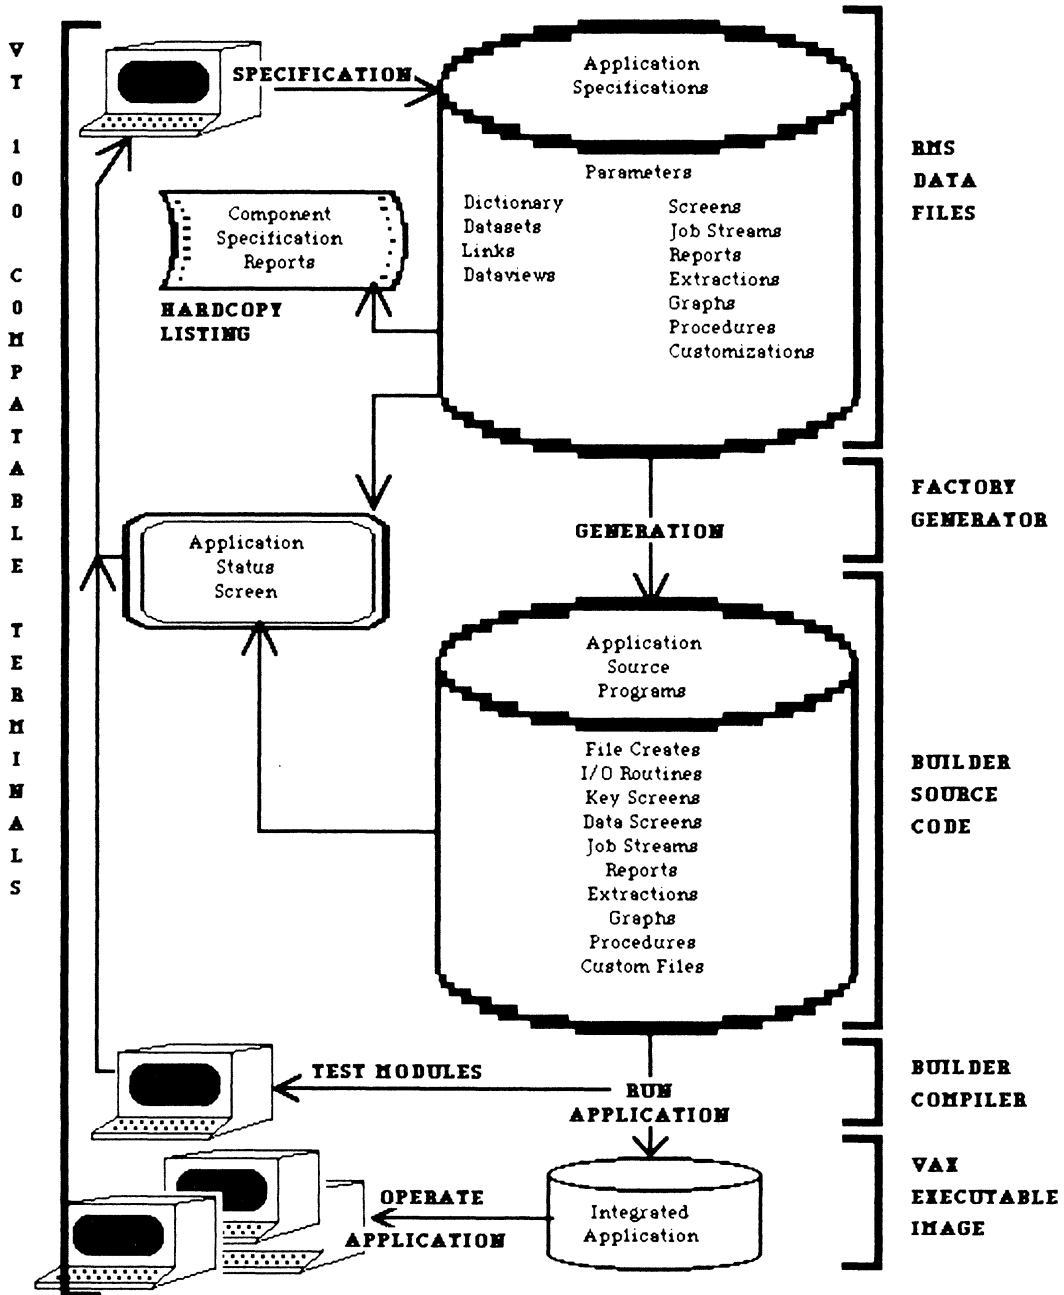 VT 100 COMPATABLE TERMINALS
SPECIFICATION
Application
Specifications
Parameters
Dictionary
Datasets
Links
Dataviews
Screens
Job Streams
Reports
Extractions
Graphs
Procedures
Customizations
RMS
DATA
FILES
Component
Specification
Reports
HARDCOPY
LISTING
GENERATION
FACTORY
GENERATOR
Application
Status
Screen
Application
Source
Programs
File Creates
I/O Routines
Key Screens
Data Screens
Job Streams
Reports
Extractions
Graphs
Procedures
Custom Files
BUILDER
SOURCE
CODE
TEST MODULES
RUN
APPLICATION
BUILDER
COMPILER
OPERATE
APPLICATION
Integrated
Application
VAX
EXECUTABLE
IMAGE